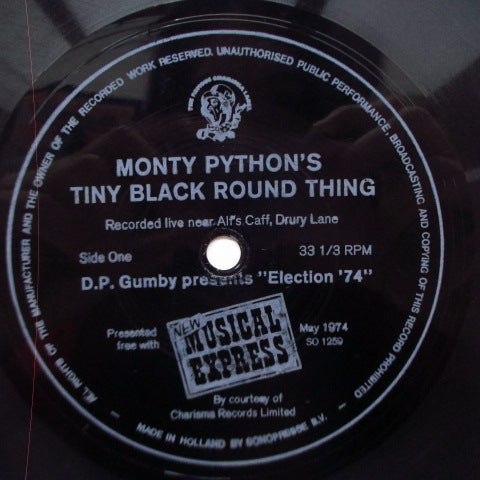 MONTY PYTHON'S
TINY BLACK ROUND THING
Recorded live near Alf's Caff, Drury Lane
Side One
33 1/3 RPM
D.P. Gumby presents "Election '74"
Presented
free with
NEW
MUSICAL
EXPRESS
May 1974
SO 1259
By courtesy of
Charisma Records Limited
ALL RIGHTS OF THE MANUFACTURER AND THE OWNER OF THE RECORDED WORK RESERVED. UNAUTHORISED PUBLIC PERFORMANCE, BROADCASTING AND COPYING OF THIS RECORD PROHIBITED
- MADE IN HOLLAND BY SONOPRESSE B.V. -